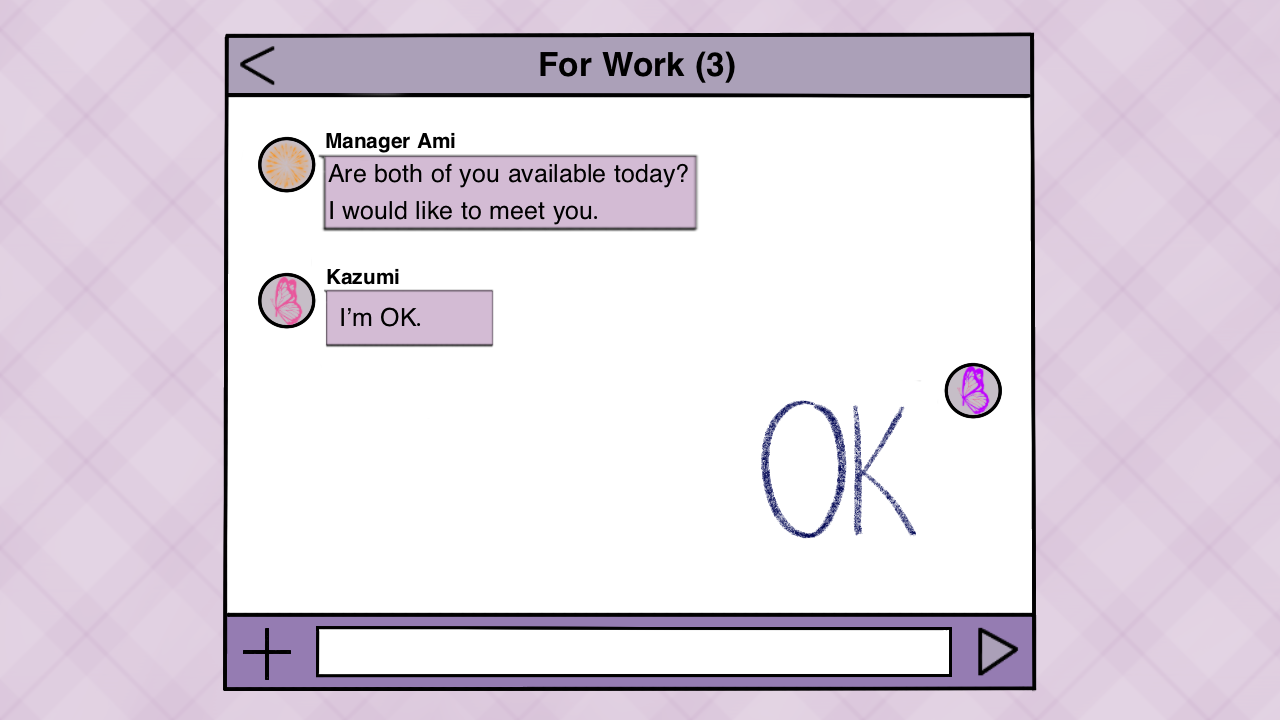 For Work (3)
Manager Ami
Are both of you available today?
I would like to meet you.
Kazumi
I’m OK.
OK